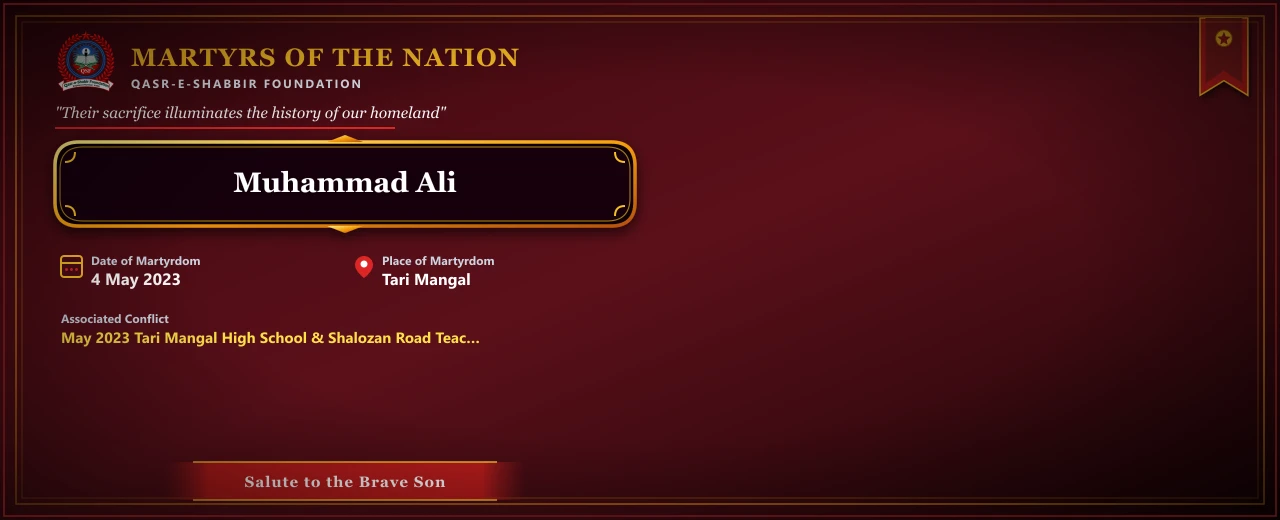 MARTYRS OF THE NATION
QASR-E-SHABBIR FOUNDATION
"Their sacrifice illuminates the history of our homeland"
Muhammad Ali
Date of Martyrdom
4 May 2023
Place of Martyrdom
Tari Mangal
Associated Conflict
May 2023 Tari Mangal High School & Shalozan Road Teac...
Salute to the Brave Son